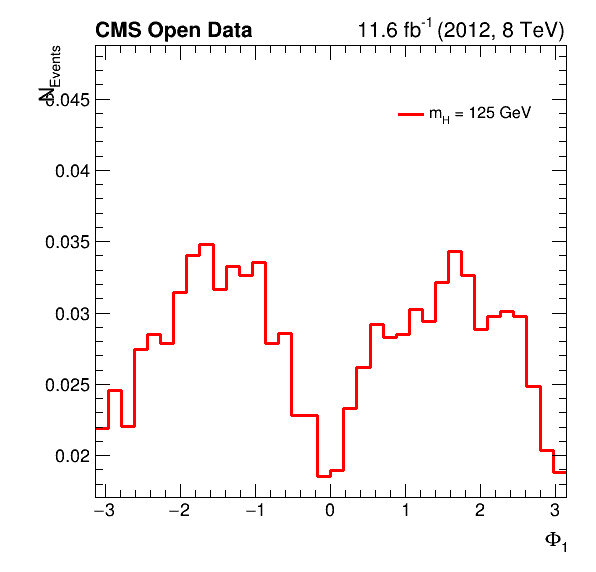 CMS Open Data 11.6 fb⁻¹ (2012, 8 TeV)
N_Events
0.045
m_H = 125 GeV
0.04
0.035
0.03
0.025
0.02
−3 −2 −1 0 1 2 3
Φ₁